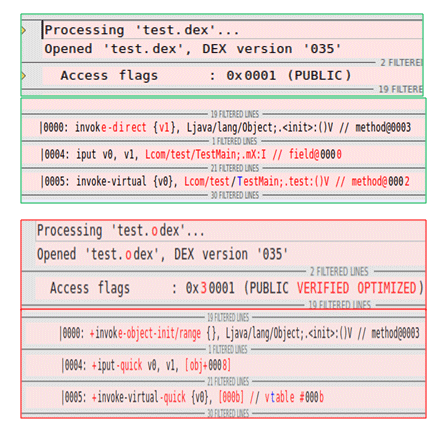 Processing 'test.dex'...
Opened 'test.dex', DEX version '035'
2 FILTERE
Access flags : 0x0001 (PUBLIC)
19 FILTERE
19 FILTERED LINES
|0000: invoke-direct {v1}, Ljava/lang/Object;.<init>:()V // method@0003
1 FILTERED LINES
|0004: iput v0, v1, Lcom/test/TestMain;.mX:I // field@0000
21 FILTERED LINES
|0005: invoke-virtual {v0}, Lcom/test/TestMain;.test:()V // method@0002
30 FILTERED LINES
Processing 'test.odex'...
Opened 'test.odex', DEX version '035'
2 FILTERED LINES
Access flags : 0x30001 (PUBLIC VERIFIED OPTIMIZED)
19 FILTERED LINES
19 FILTERED LINES
|0000: +invoke-object-init/range {}, Ljava/lang/Object;.<init>:()V // method@0003
1 FILTERED LINES
|0004: +iput-quick v0, v1, [obj+0008]
21 FILTERED LINES
|0005: +invoke-virtual-quick {v0}, [000b] // vtable #000b
30 FILTERED LINES